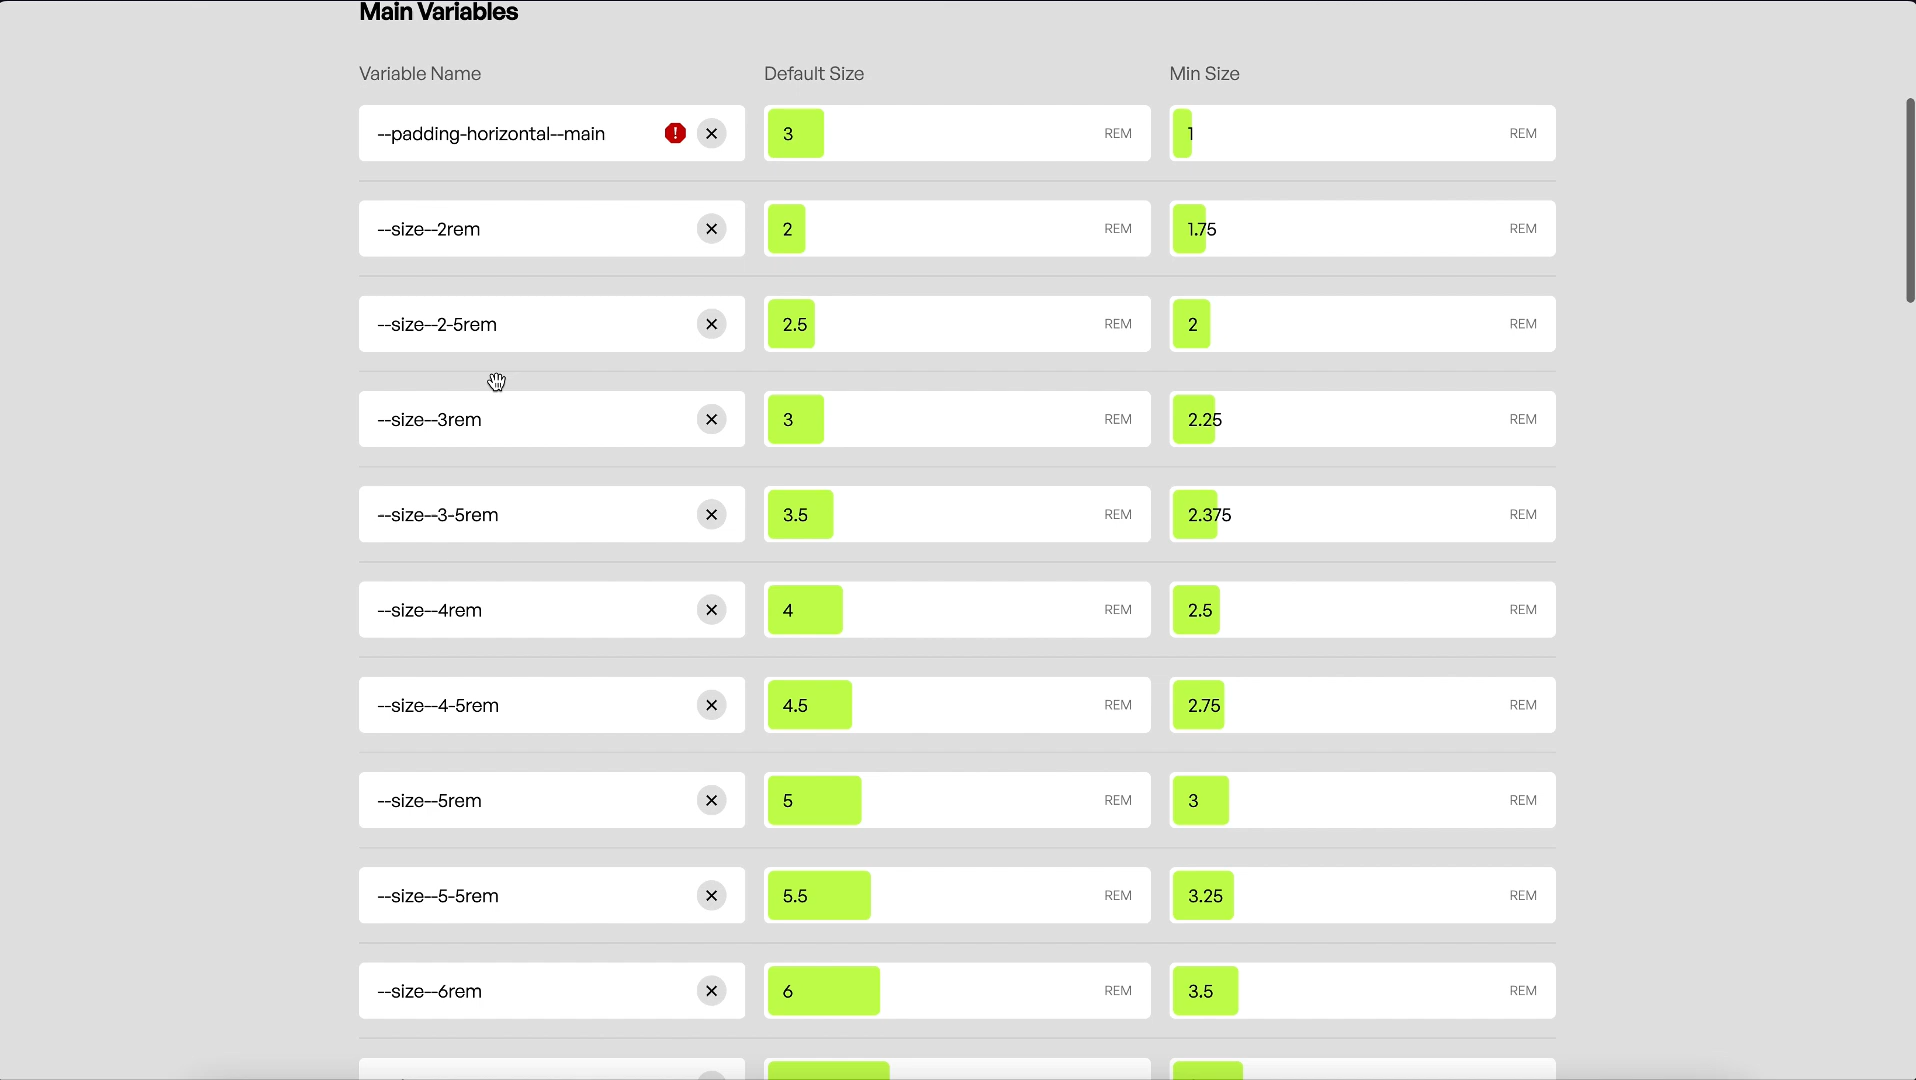 Main Variables
Variable Name Default Size Min Size
--padding-horizontal--main 3 REM 1 REM
--size--2rem 2 REM 1.75 REM
--size--2-5rem 2.5 REM 2 REM
--size--3rem 3 REM 2.25 REM
--size--3-5rem 3.5 REM 2.375 REM
--size--4rem 4 REM 2.5 REM
--size--4-5rem 4.5 REM 2.75 REM
--size--5rem 5 REM 3 REM
--size--5-5rem 5.5 REM 3.25 REM
--size--6rem 6 REM 3.5 REM